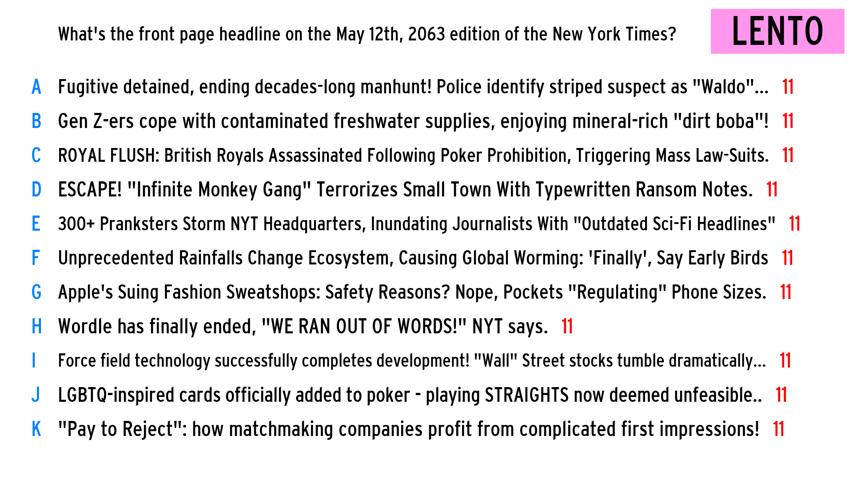 What's the front page headline on the May 12th, 2063 edition of the New York Times?
LENTO
A Fugitive detained, ending decades-long manhunt! Police identify striped suspect as "Waldo"... 11
B Gen Z-ers cope with contaminated freshwater supplies, enjoying mineral-rich "dirt boba"! 11
C ROYAL FLUSH: British Royals Assassinated Following Poker Prohibition, Triggering Mass Law-Suits. 11
D ESCAPE! "Infinite Monkey Gang" Terrorizes Small Town With Typewritten Ransom Notes. 11
E 300+ Pranksters Storm NYT Headquarters, Inundating Journalists With "Outdated Sci-Fi Headlines" 11
F Unprecedented Rainfalls Change Ecosystem, Causing Global Worming: 'Finally', Say Early Birds 11
G Apple's Suing Fashion Sweatshops: Safety Reasons? Nope, Pockets "Regulating" Phone Sizes. 11
H Wordle has finally ended, "WE RAN OUT OF WORDS!" NYT says. 11
I Force field technology successfully completes development! "Wall" Street stocks tumble dramatically... 11
J LGBTQ-inspired cards officially added to poker - playing STRAIGHTS now deemed unfeasible.. 11
K "Pay to Reject": how matchmaking companies profit from complicated first impressions! 11